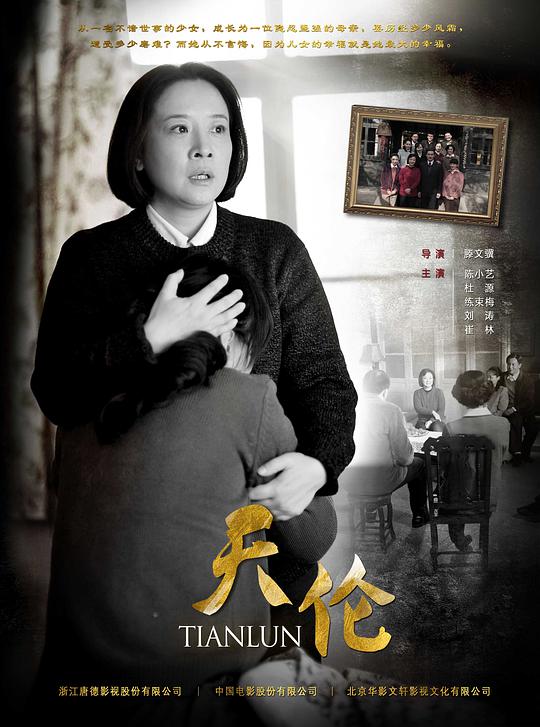 从一名不谙世事的少女，成长为一位隐忍坚强的母亲，历经多少风霜，
遭受多少磨难？而她从不言悔，因为儿女的幸福就是她最大的幸福。
导演 滕文骥
主演 陈小艺
杜 源
练束梅
刘 涛
崔 林
天伦
TIANLUN
浙江唐德影视股份有限公司 | 中国电影股份有限公司 | 北京华影文轩影视文化有限公司